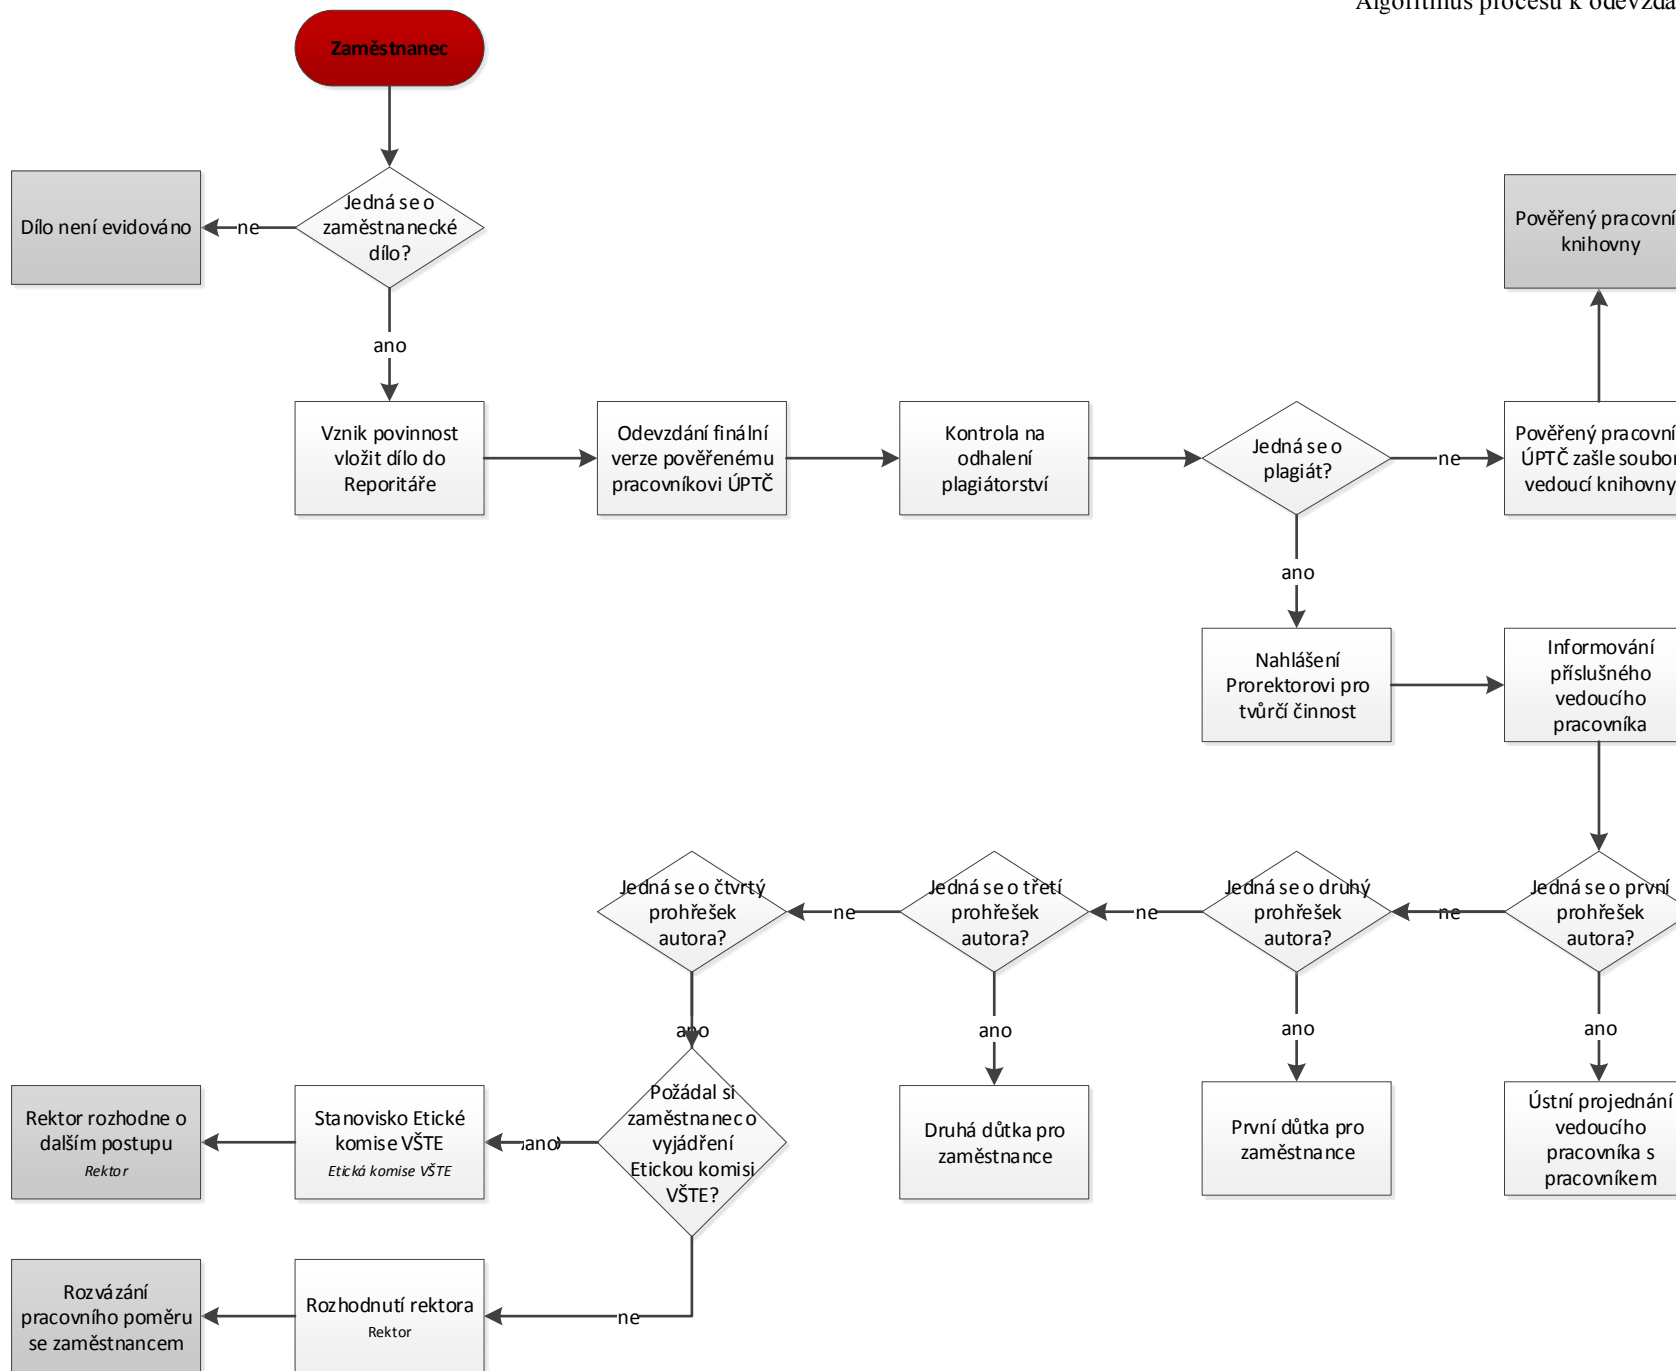 Algoritmus procesu k odevzdá
Zaměstnanec
Jedná se o
zaměstnanecké
dílo?
ne
Dílo není evidováno
Pověřený pracovní
knihovny
ano
Vznik povinnost
vložit dílo do
Reporitáře
Odevzdání finální
verze pověřenému
pracovníkovi ÚPTČ
Kontrola na
odhalení
plagiátorství
Jedná se o
plagiát?
ne
Pověřený pracovní
ÚPTČ zašle soubor
vedoucí knihovny
ano
Nahlášení
Prorektorovi pro
tvůrčí činnost
Informování
příslušného
vedoucího
pracovníka
Jedná se o čtvrtý
prohřešek
autora?
ne
Jedná se o třetí
prohřešek
autora?
ne
Jedná se o druhý
prohřešek
autora?
ne
Jedná se o první
prohřešek
autora?
ano
ano
ano
ano
Rektor rozhodne o
dalším postupu
Rektor
Stanovisko Etické
komise VŠTE
Etická komise VŠTE
ano
Požádal si
zaměstnanec o
vyjádření
Etickou komisi
VŠTE?
Druhá důtka pro
zaměstnance
První důtka pro
zaměstnance
Ústní projednání
vedoucího
pracovníka s
pracovníkem
Rozvázání
pracovního poměru
se zaměstnancem
Rozhodnutí rektora
Rektor
ne